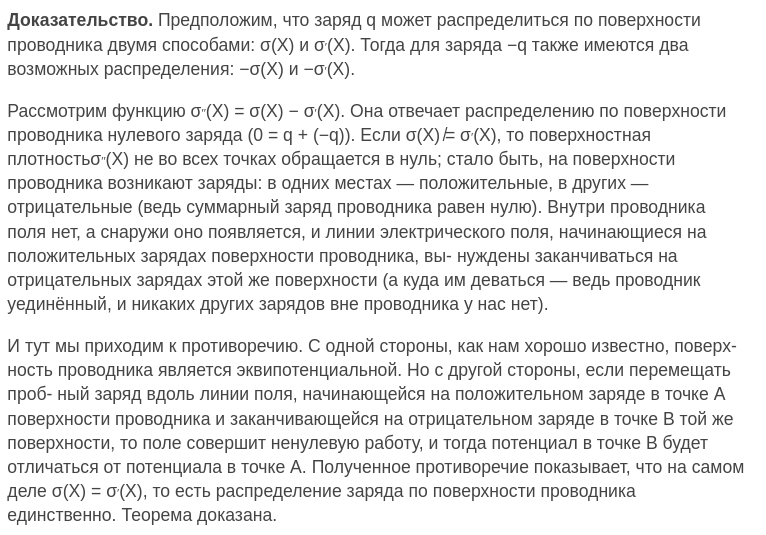 Доказательство. Предположим, что заряд q может распределиться по поверхности
проводника двумя способами: σ(X) и σ′(X). Тогда для заряда −q также имеются два
возможных распределения: −σ(X) и −σ′(X).
Рассмотрим функцию σ″(X) = σ(X) − σ′(X). Она отвечает распределению по поверхности
проводника нулевого заряда (0 = q + (−q)). Если σ(X) ≠ σ′(X), то поверхностная
плотностьσ″(X) не во всех точках обращается в нуль; стало быть, на поверхности
проводника возникают заряды: в одних местах — положительные, в других —
отрицательные (ведь суммарный заряд проводника равен нулю). Внутри проводника
поля нет, а снаружи оно появляется, и линии электрического поля, начинающиеся на
положительных зарядах поверхности проводника, вы- нуждены заканчиваться на
отрицательных зарядах этой же поверхности (а куда им деваться — ведь проводник
уединённый, и никаких других зарядов вне проводника у нас нет).
И тут мы приходим к противоречию. С одной стороны, как нам хорошо известно, поверх-
ность проводника является эквипотенциальной. Но с другой стороны, если перемещать
проб- ный заряд вдоль линии поля, начинающейся на положительном заряде в точке A
поверхности проводника и заканчивающейся на отрицательном заряде в точке B той же
поверхности, то поле совершит ненулевую работу, и тогда потенциал в точке B будет
отличаться от потенциала в точке A. Полученное противоречие показывает, что на самом
деле σ(X) = σ′(X), то есть распределение заряда по поверхности проводника
единственно. Теорема доказана.